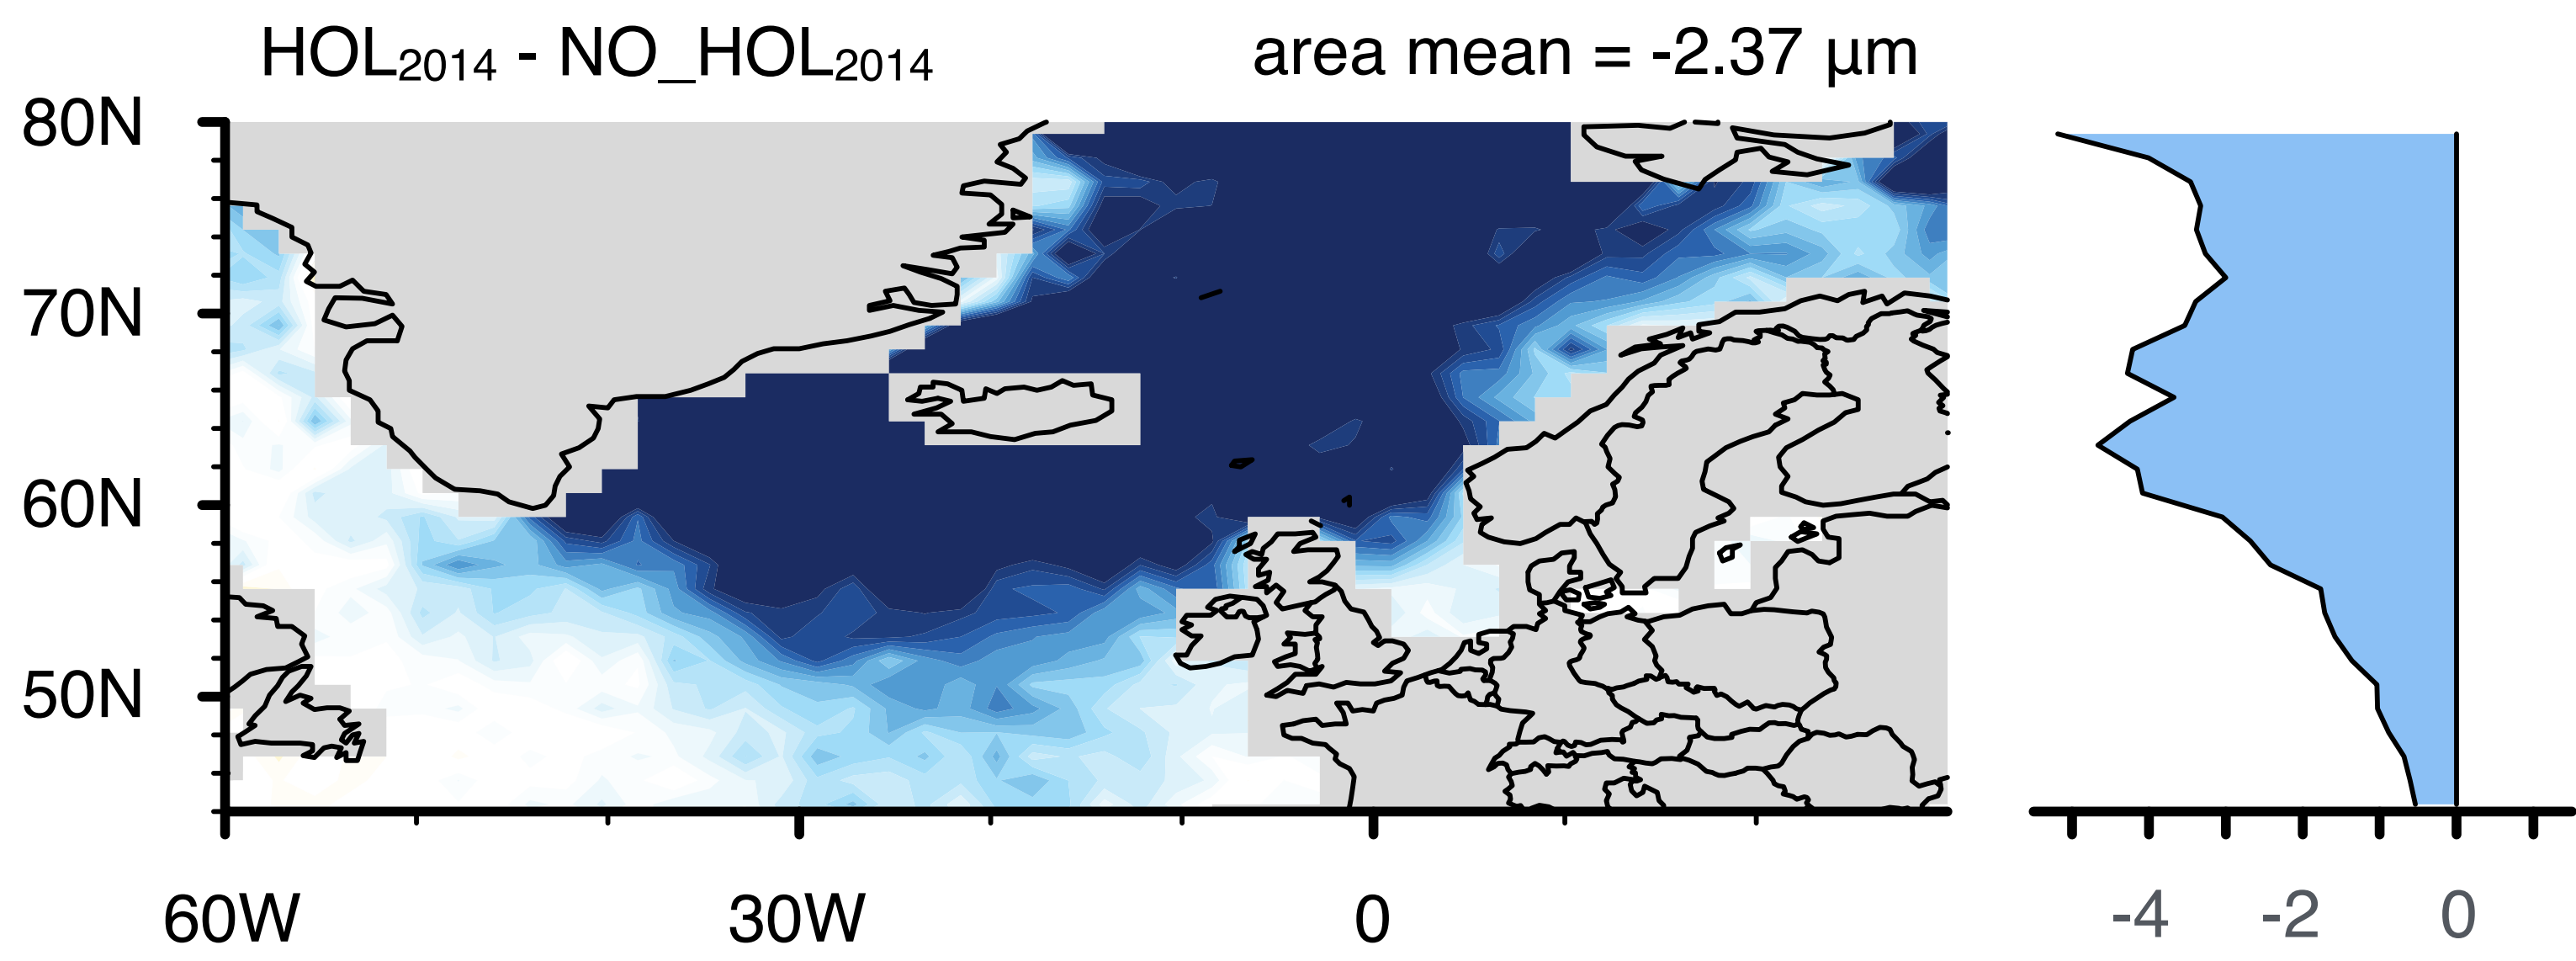 HOL₂₀₁₄ - NO_HOL₂₀₁₄ area mean = -2.37 µm
80N
70N
60N
50N
60W 30W 0 -4 -2 0